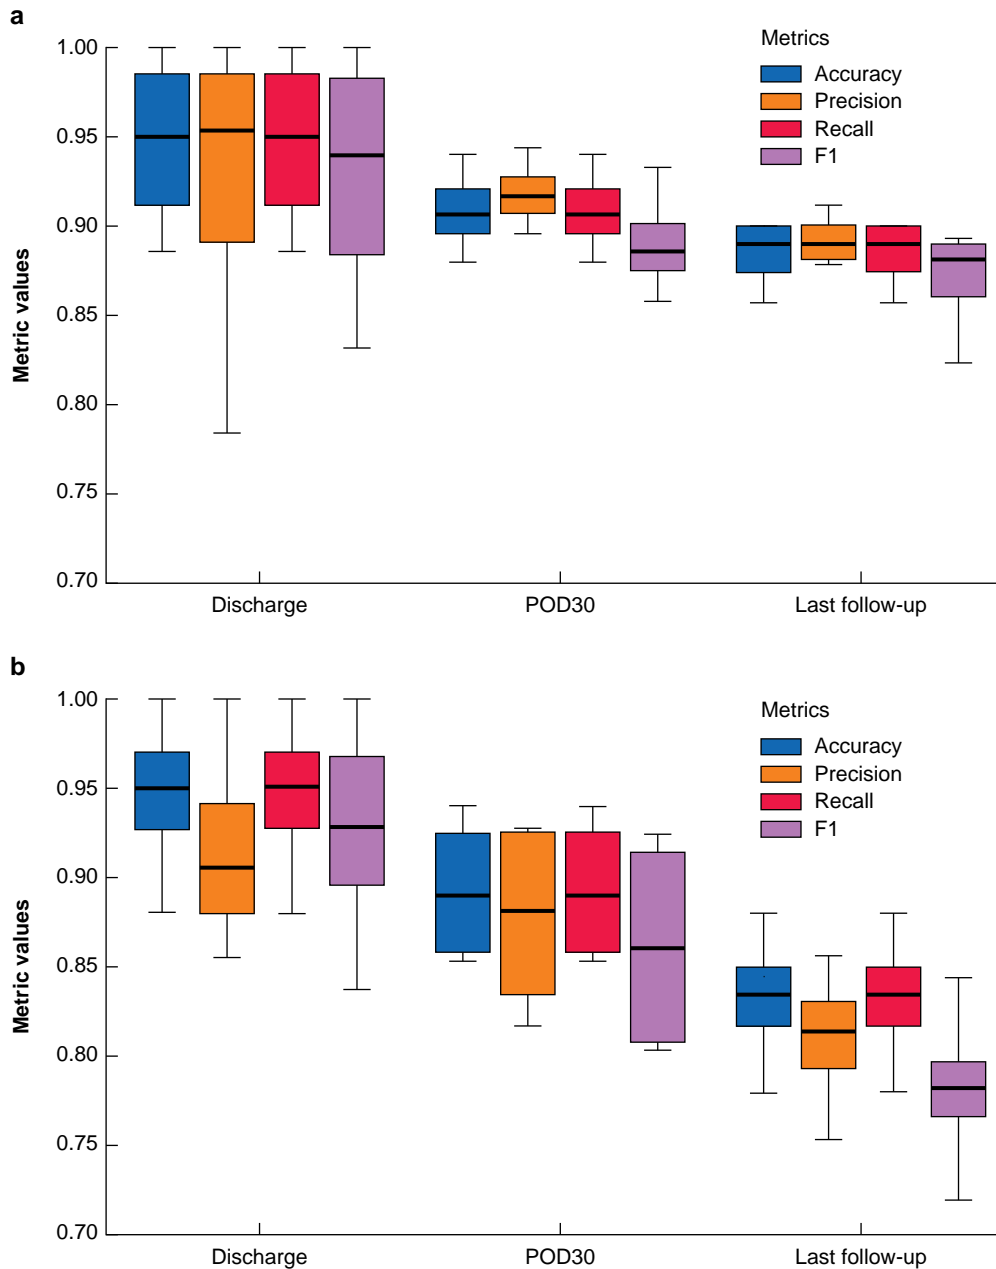 a
Metrics
Accuracy
Precision
Recall
F1
Metric values
1.00
0.95
0.90
0.85
0.80
0.75
0.70
Discharge POD30 Last follow-up
b
Metrics
Accuracy
Precision
Recall
F1
Metric values
1.00
0.95
0.90
0.85
0.80
0.75
0.70
Discharge POD30 Last follow-up